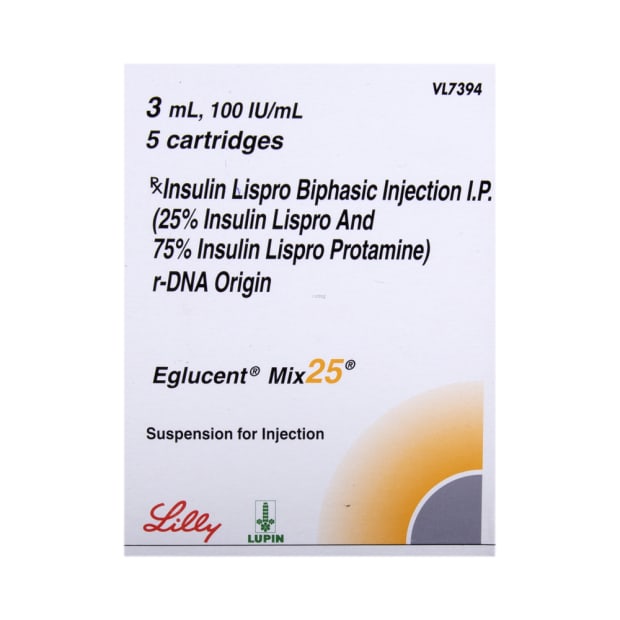 VL7394
3 mL, 100 IU/mL
5 cartridges
℞Insulin Lispro Biphasic Injection I.P.
(25% Insulin Lispro And
75% Insulin Lispro Protamine)
r-DNA Origin
Eglucent® Mix25®
Suspension for Injection
Lilly
LUPIN